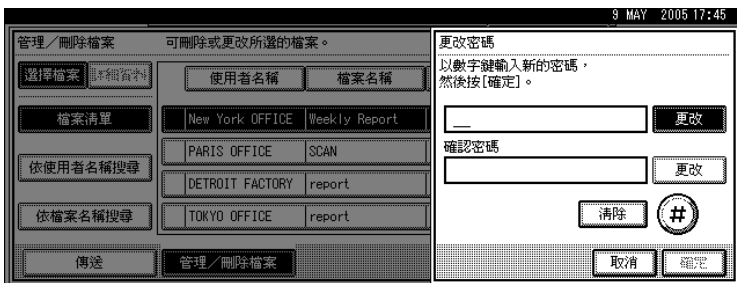 9 MAY 2005 17:45
管理／刪除檔案 可刪除或更改所選的檔案。
更改密碼
選擇檔案 詳細資料 使用者名稱 檔案名稱
以數字鍵輸入新的密碼，
然後按[確定]。
檔案清單 New York OFFICE Weekly Report
更改
PARIS OFFICE SCAN
確認密碼
依使用者名稱搜尋
更改
DETROIT FACTORY report
依檔案名稱搜尋 TOKYO OFFICE report
清除 #
傳送 管理／刪除檔案
取消 確定